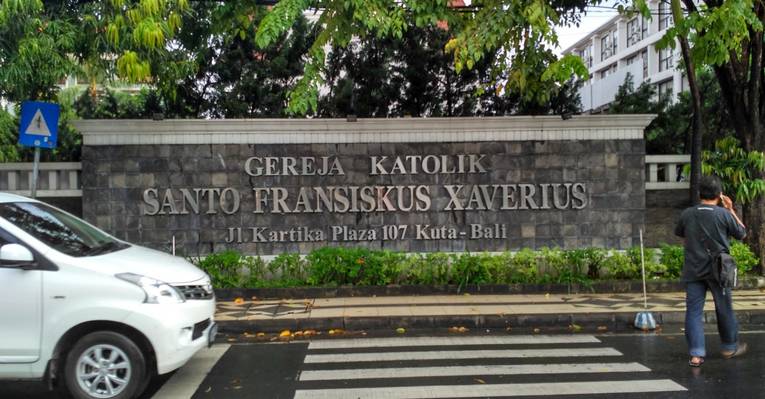 GEREJA KATOLIK
SANTO FRANSISKUS XAVERIUS
Jl. Kartika Plaza 107 Kuta-Bali